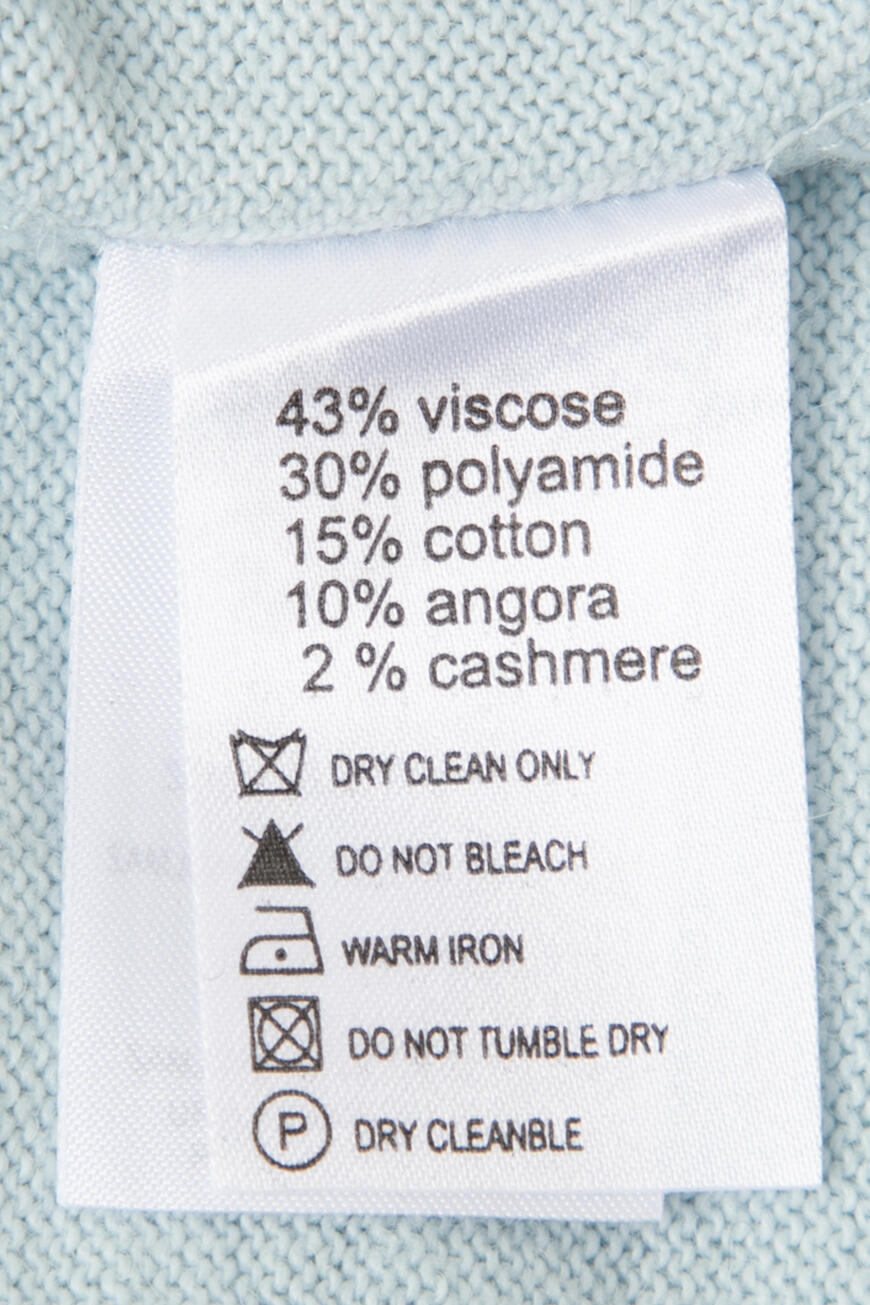 43% viscose
30% polyamide
15% cotton
10% angora
2 % cashmere
DRY CLEAN ONLY
DO NOT BLEACH
WARM IRON
DO NOT TUMBLE DRY
P DRY CLEANBLE